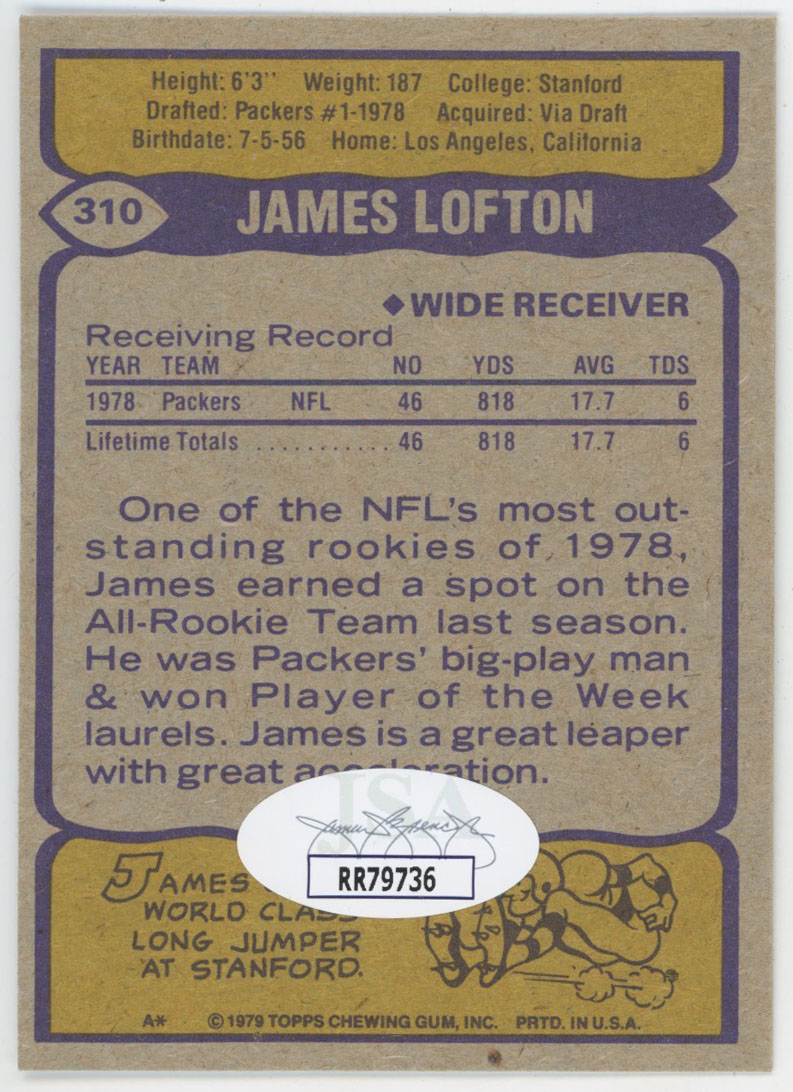 Height: 6'3'' Weight: 187 College: Stanford
Drafted: Packers #1-1978 Acquired: Via Draft
Birthdate: 7-5-56 Home: Los Angeles, California
310 JAMES LOFTON
◆WIDE RECEIVER
Receiving Record
YEAR TEAM NO YDS AVG TDS
1978 Packers NFL 46 818 17.7 6
Lifetime Totals ........... 46 818 17.7 6
One of the NFL's most out-
standing rookies of 1978,
James earned a spot on the
All-Rookie Team last season.
He was Packers' big-play man
& won Player of the Week
laurels. James is a great leaper
with great acceleration.
JSA
RR79736
JAMES
WORLD CLASS
LONG JUMPER
AT STANFORD.
A* ©1979 TOPPS CHEWING GUM, INC. PRTD. IN U.S.A.